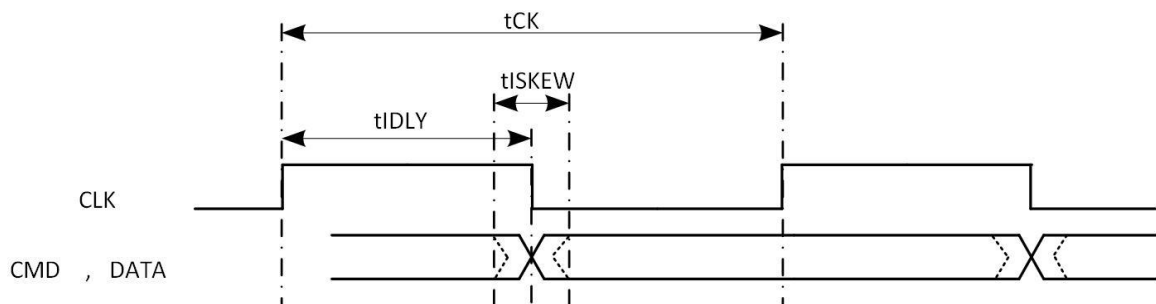 tCK
tISKEW
tIDLY
CLK
CMD , DATA